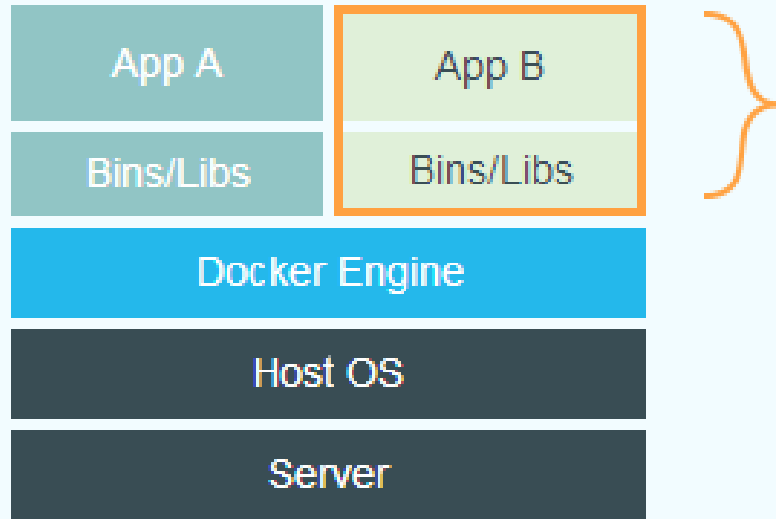 App A
App B
Bins/Libs
Bins/Libs
Docker Engine
Host OS
Server